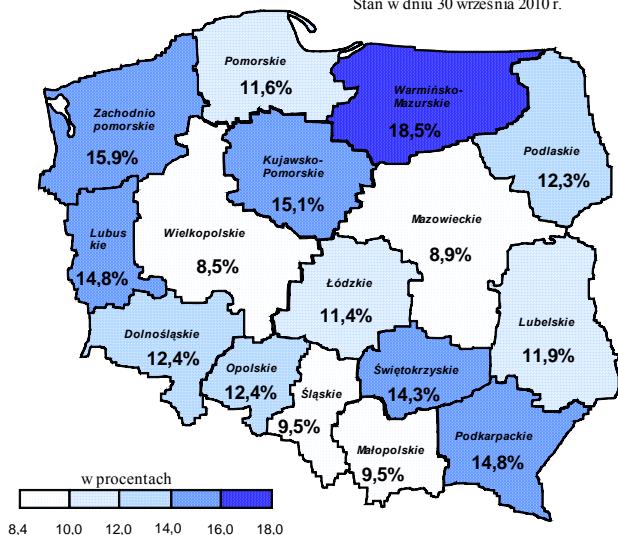 Stan w dniu 30 września 2010 r.
Pomorskie
11,6%
Warmińsko-
Mazurskie
18,5%
Zachodnio
pomorskie
15,9%
Kujawsko-
Pomorskie
15,1%
Podlaskie
12,3%
Lubus
kie
14,8%
Wielkopolskie
8,5%
Mazowieckie
8,9%
Łódzkie
11,4%
Lubelskie
11,9%
Dolnośląskie
12,4%
Opolskie
12,4%
Śląskie
9,5%
Świętokrzyskie
14,3%
Małopolskie
9,5%
Podkarpackie
14,8%
w procentach
8,4 10,0 12,0 14,0 16,0 18,0